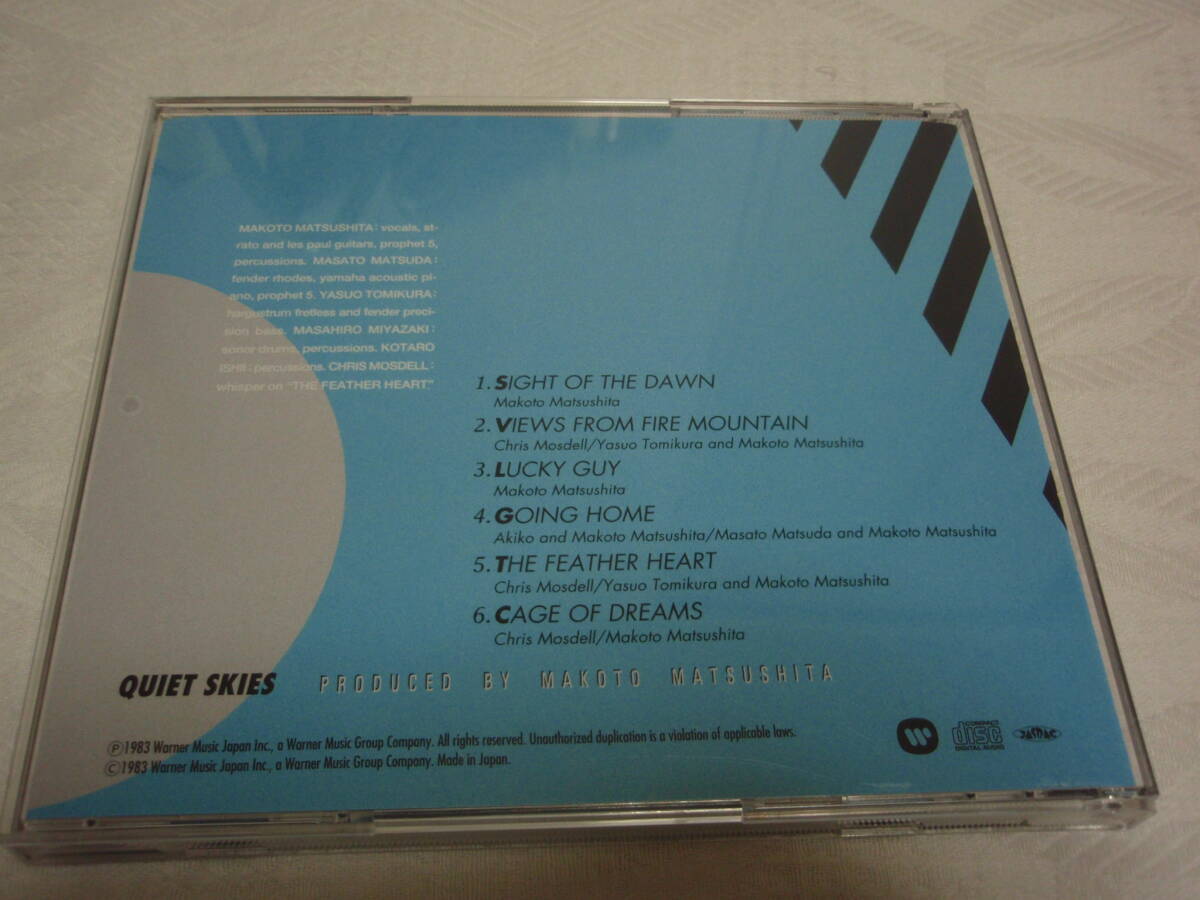 MAKOTO MATSUSHITA: vocals, st-
rato and les paul guitars, prophet 5,
percussions. MASATO MATSUDA:
fender rhodes, yamaha acoustic pi-
ano, prophet 5. YASUO TOMIKURA:
hargustrum fretless and fender preci-
sion bass. MASAHIRO MIYAZAKI:
sonor drums, percussions. KOTARO
ISHII: percussions. CHRIS MOSDELL:
whisper on "THE FEATHER HEART"
1. SIGHT OF THE DAWN
Makoto Matsushita
2. VIEWS FROM FIRE MOUNTAIN
Chris Mosdell/Yasuo Tomikura and Makoto Matsushita
3. LUCKY GUY
Makoto Matsushita
4. GOING HOME
Akiko and Makoto Matsushita/Masato Matsuda and Makoto Matsushita
5. THE FEATHER HEART
Chris Mosdell/Yasuo Tomikura and Makoto Matsushita
6. CAGE OF DREAMS
Chris Mosdell/Makoto Matsushita
QUIET SKIES PRODUCED BY MAKOTO MATSUSHITA
℗1983 Warner Music Japan Inc., a Warner Music Group Company. All rights reserved. Unauthorized duplication is a violation of applicable laws.
©1983 Warner Music Japan Inc., a Warner Music Group Company. Made in Japan.
COMPACT
disc
DIGITAL AUDIO
JASRAC